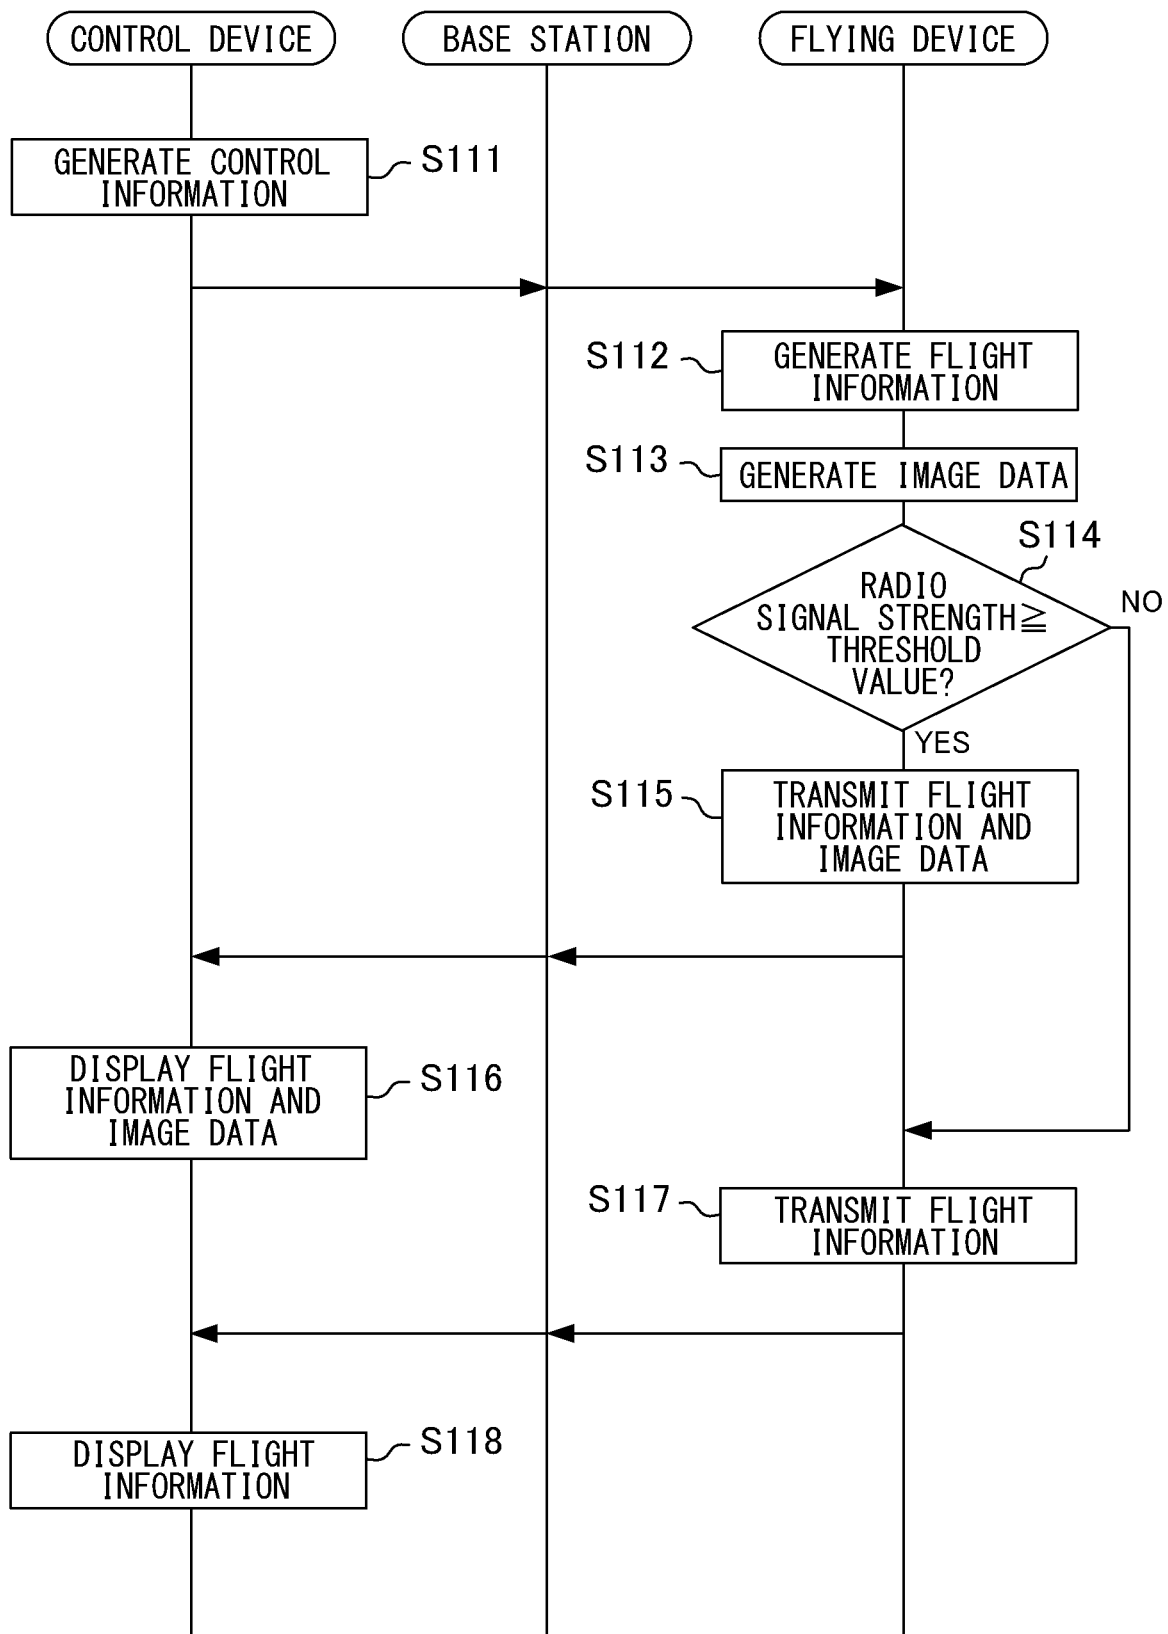 CONTROL DEVICE
BASE STATION
FLYING DEVICE
GENERATE CONTROL
INFORMATION
S111
S112
GENERATE FLIGHT
INFORMATION
S113
GENERATE IMAGE DATA
S114
RADIO
SIGNAL STRENGTH≧
THRESHOLD
VALUE?
NO
YES
S115
TRANSMIT FLIGHT
INFORMATION AND
IMAGE DATA
DISPLAY FLIGHT
INFORMATION AND
IMAGE DATA
S116
S117
TRANSMIT FLIGHT
INFORMATION
DISPLAY FLIGHT
INFORMATION
S118